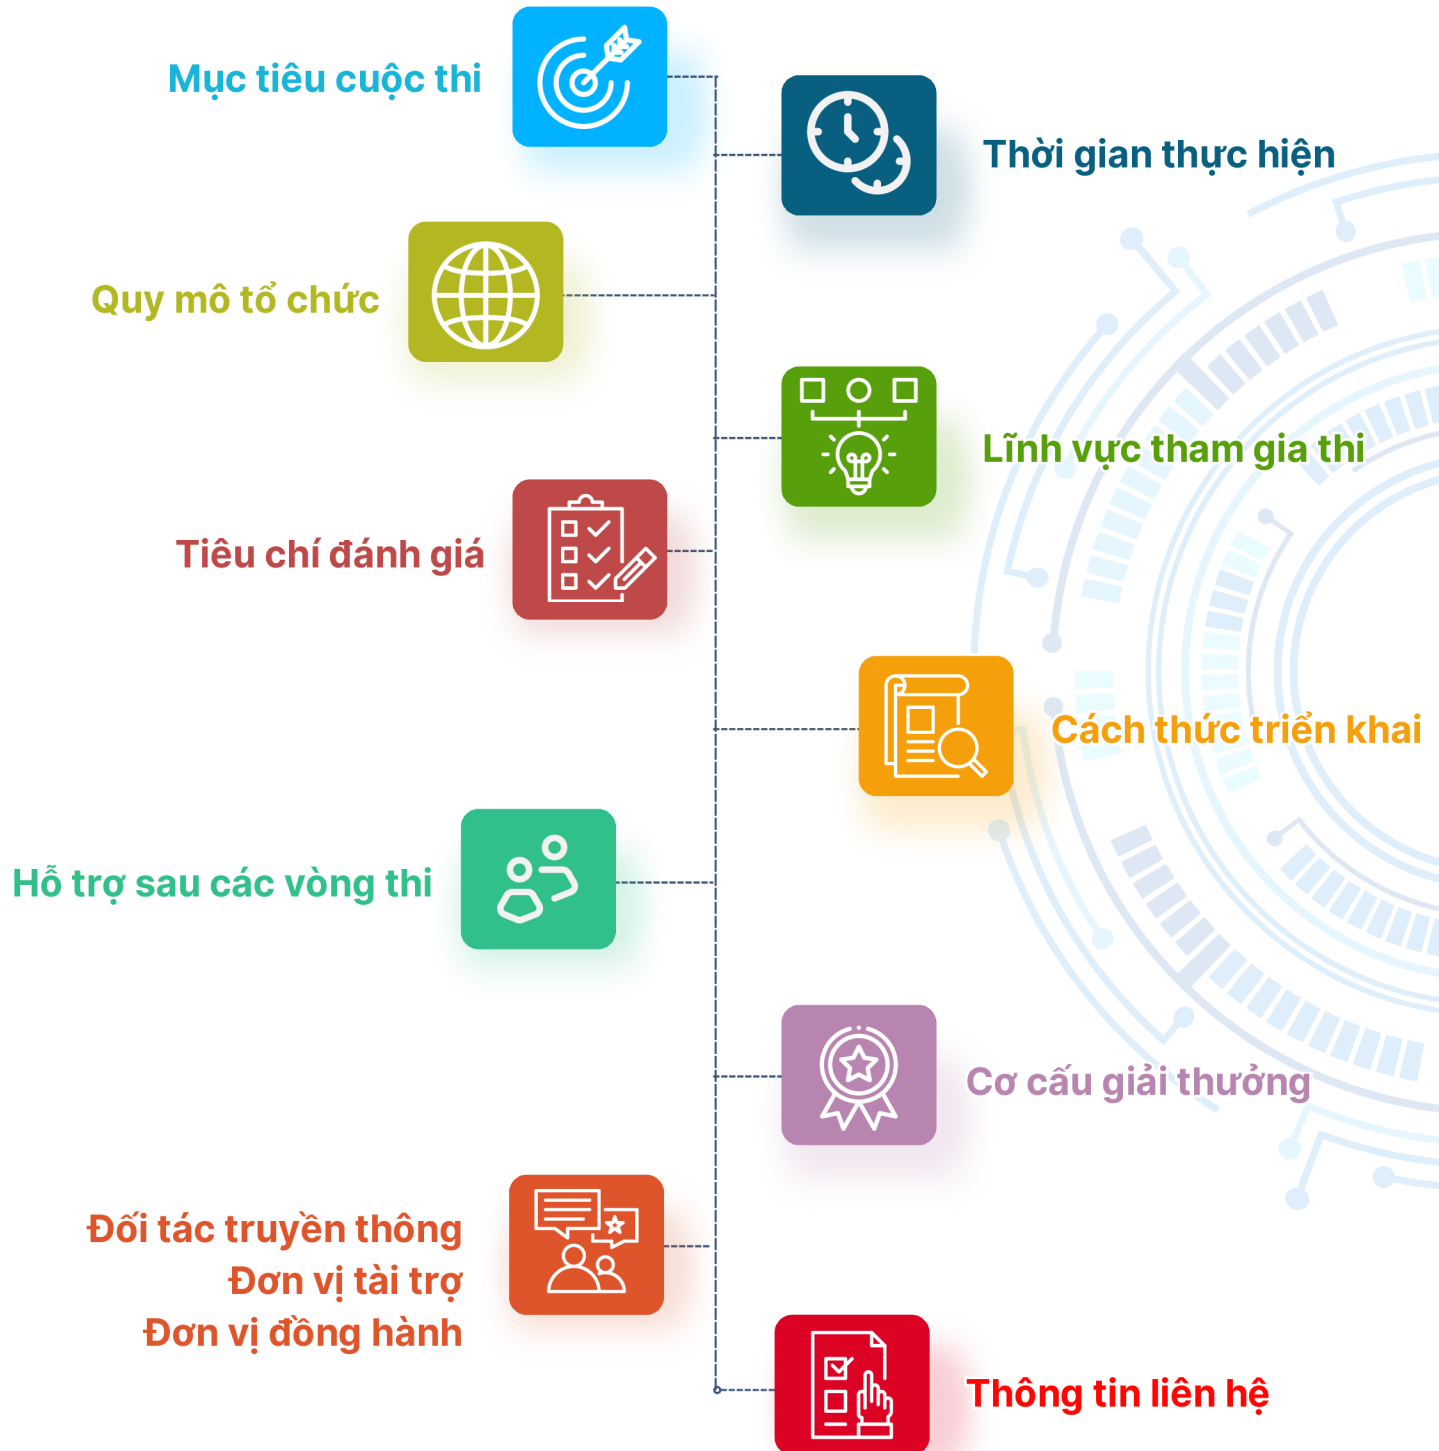 Mục tiêu cuộc thi
Thời gian thực hiện
Quy mô tổ chức
Lĩnh vực tham gia thi
Tiêu chí đánh giá
Cách thức triển khai
Hỗ trợ sau các vòng thi
Cơ cấu giải thưởng
Đối tác truyền thông
Đơn vị tài trợ
Đơn vị đồng hành
Thông tin liên hệ